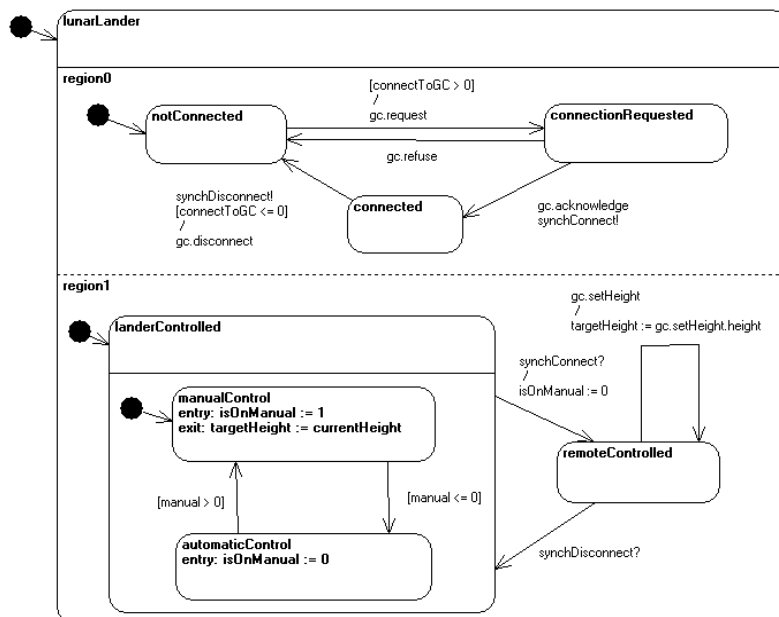 lunarLander
region0
[connectToGC > 0]
/
gc.request
notConnected
connectionRequested
gc.refuse
synchDisconnect!
[connectToGC <= 0]
/
gc.disconnect
connected
gc.acknowledge
synchConnect!
region1
gc.setHeight
/
targetHeight := gc.setHeight.height
landerControlled
synchConnect?
/
isOnManual := 0
manualControl
entry: isOnManual := 1
exit: targetHeight := currentHeight
remoteControlled
[manual > 0]
[manual <= 0]
automaticControl
entry: isOnManual := 0
synchDisconnect?